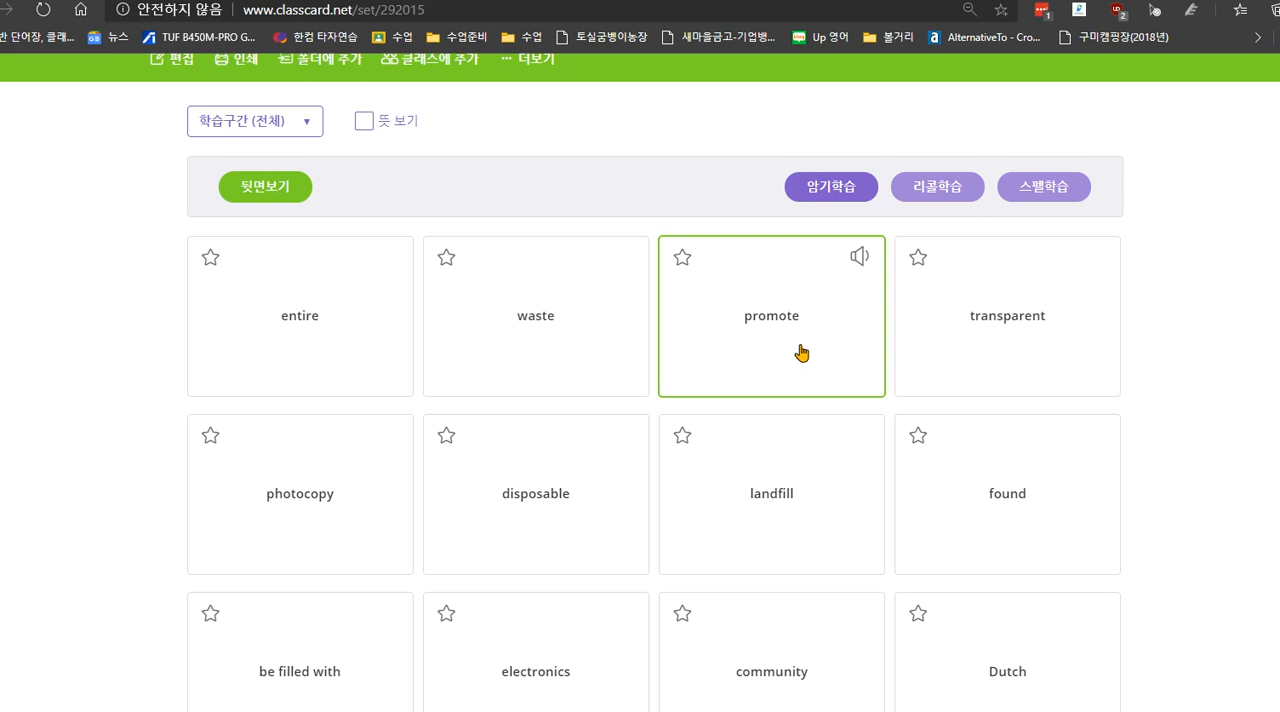 안전하지 않음 www.classcard.net/set/292015
1
2
반 단어장, 클래... 뉴스 TUF B450M-PRO G... 한컴 타자연습 수업 수업준비 수업 토실굼벵이농장 새마을금고-기업뱅... Up 영어 볼거리 AlternativeTo - Cro... 구미캠핑장(2018년)
편집 인쇄 폴더에 추가 클래스에 추가 더보기
학습구간 (전체) 뜻 보기
뒷면보기 암기학습 리콜학습 스펠학습
entire waste promote transparent
photocopy disposable landfill found
be filled with electronics community Dutch